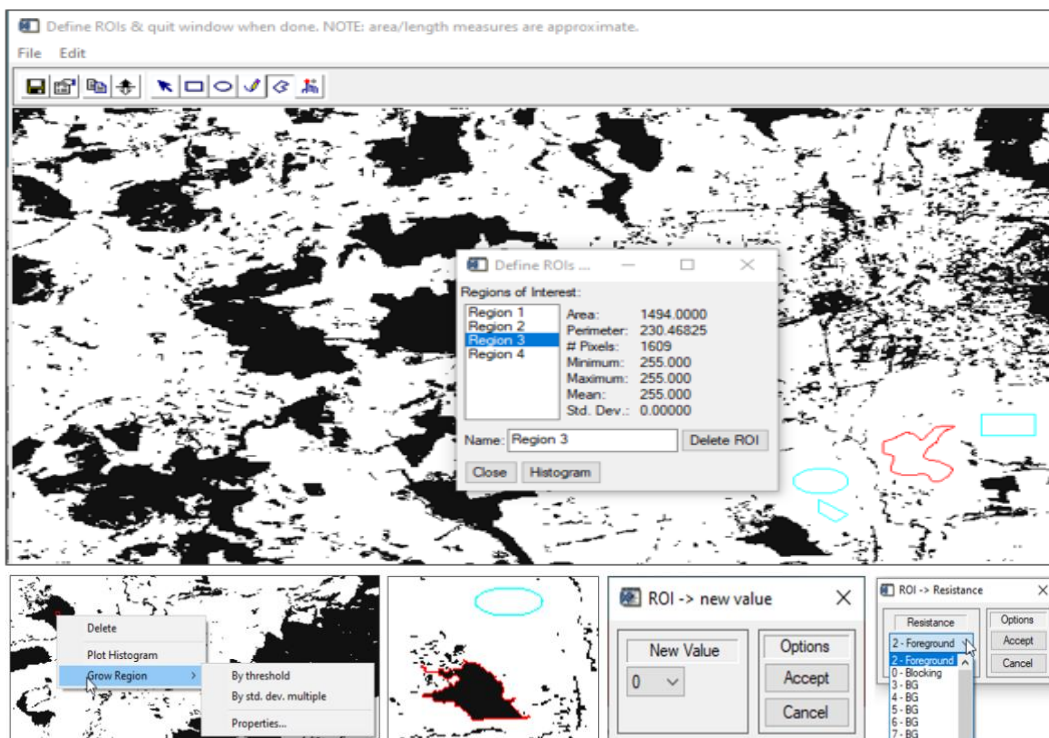 Define ROIs & quit window when done. NOTE: area/length measures are approximate.
File Edit
Define ROIs ...
Regions of Interest:
Region 1
Region 2
Region 3
Region 4
Area: 1494.0000
Perimeter: 230.46825
# Pixels: 1609
Minimum: 255.000
Maximum: 255.000
Mean: 255.000
Std. Dev.: 0.00000
Name: Region 3 Delete ROI
Close Histogram
Delete
Plot Histogram
Grow Region
By threshold
By std. dev. multiple
Properties...
ROI -> new value
New Value
0
Options
Accept
Cancel
ROI -> Resistance
Resistance
2 - Foreground
2 - Foreground
0 - Blocking
3 - BG
4 - BG
5 - BG
6 - BG
7 - BG
Options
Accept
Cancel